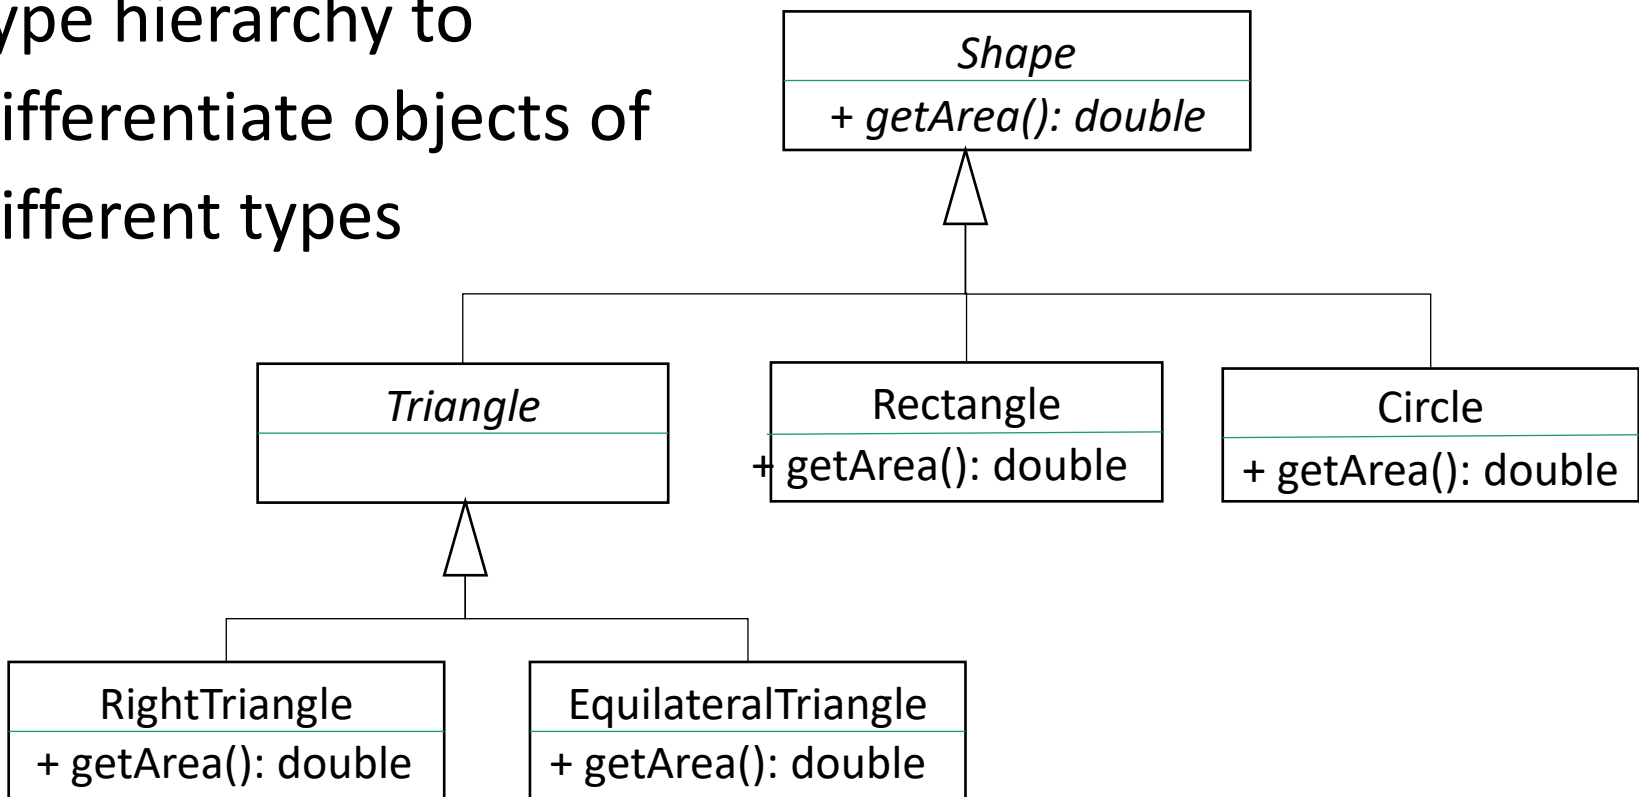 ype hierarchy to
ifferentiate objects of
ifferent types
Shape
+ getArea(): double
Triangle
Rectangle
+ getArea(): double
Circle
+ getArea(): double
RightTriangle
+ getArea(): double
EquilateralTriangle
+ getArea(): double